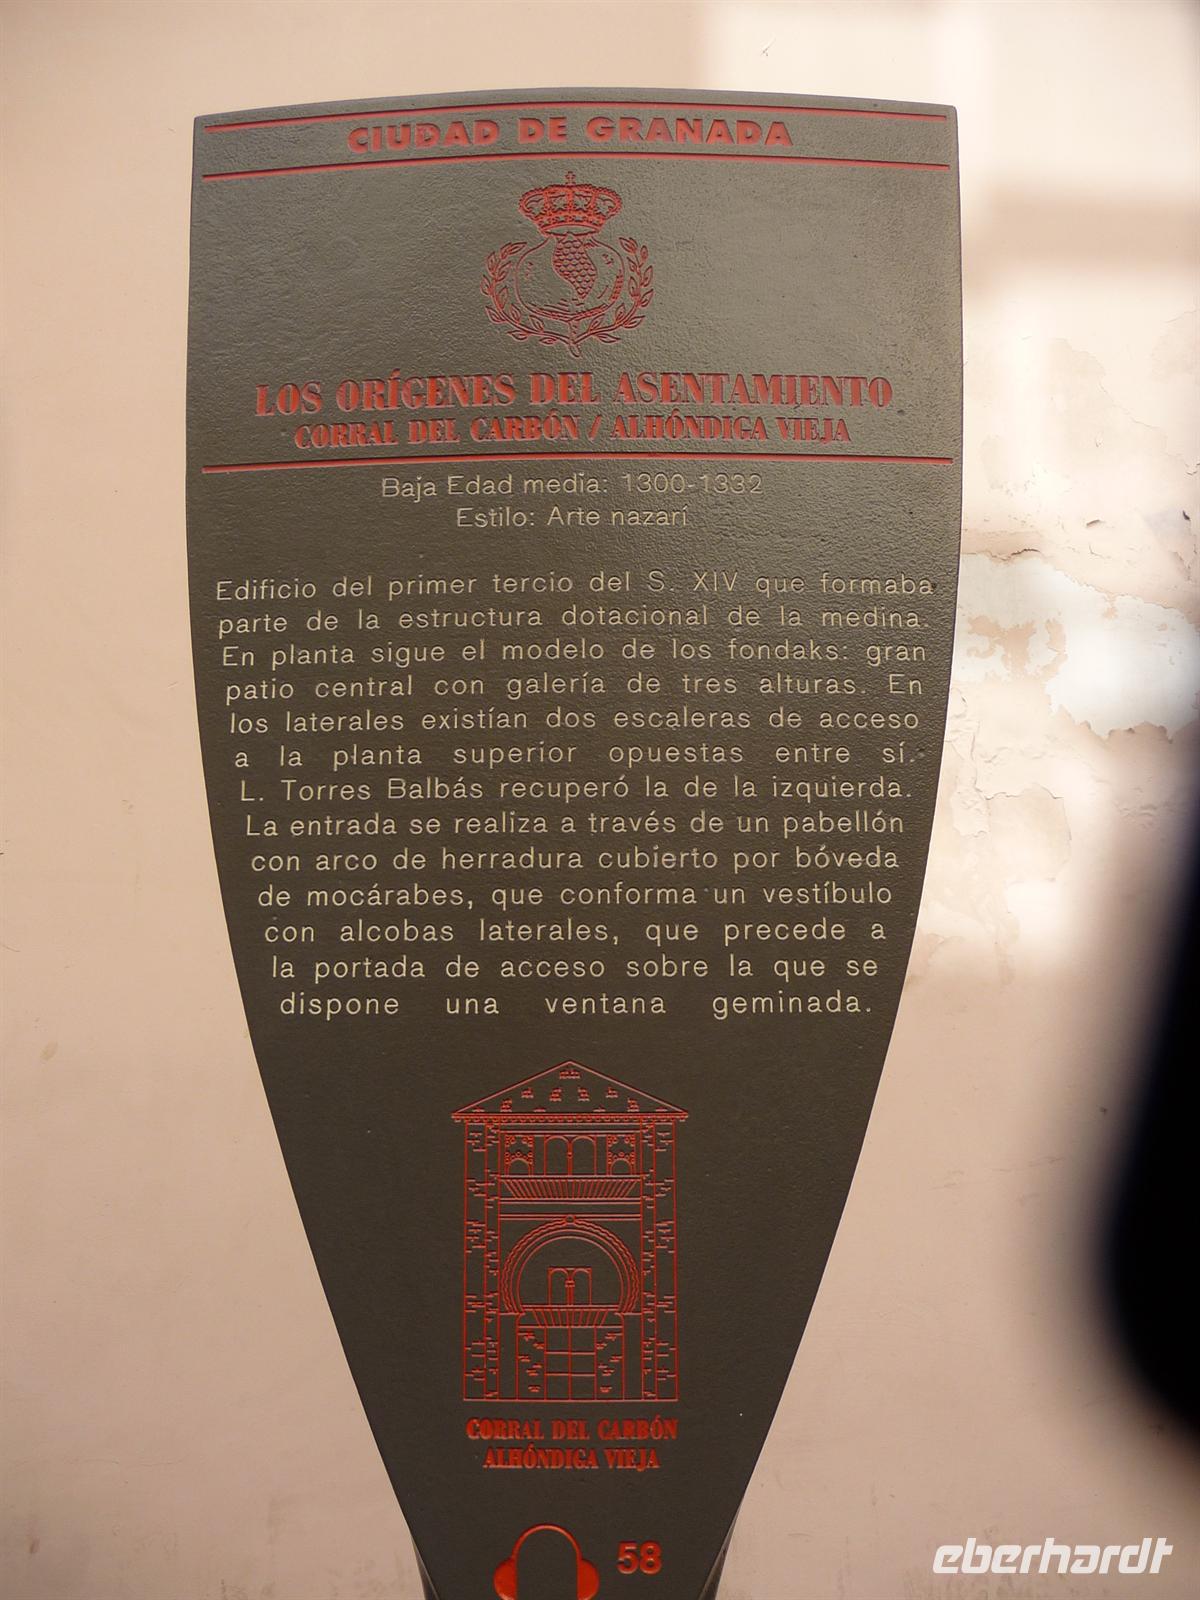 CIUDAD DE GRANADA
LOS ORÍGENES DEL ASENTAMIENTO
CORRAL DEL CARBÓN / ALHÓNDIGA VIEJA
Baja Edad media: 1300-1332
Estilo: Arte nazarí
Edificio del primer tercio del S. XIV que formaba
parte de la estructura dotacional de la medina.
En planta sigue el modelo de los fondaks: gran
patio central con galería de tres alturas. En
los laterales existían dos escaleras de acceso
a la planta superior opuestas entre sí.
L. Torres Balbás recuperó la de la izquierda.
La entrada se realiza a través de un pabellón
con arco de herradura cubierto por bóveda
de mocárabes, que conforma un vestíbulo
con alcobas laterales, que precede a
la portada de acceso sobre la que se
dispone una ventana geminada.
CORRAL DEL CARBÓN
ALHÓNDIGA VIEJA
58
eberhardt